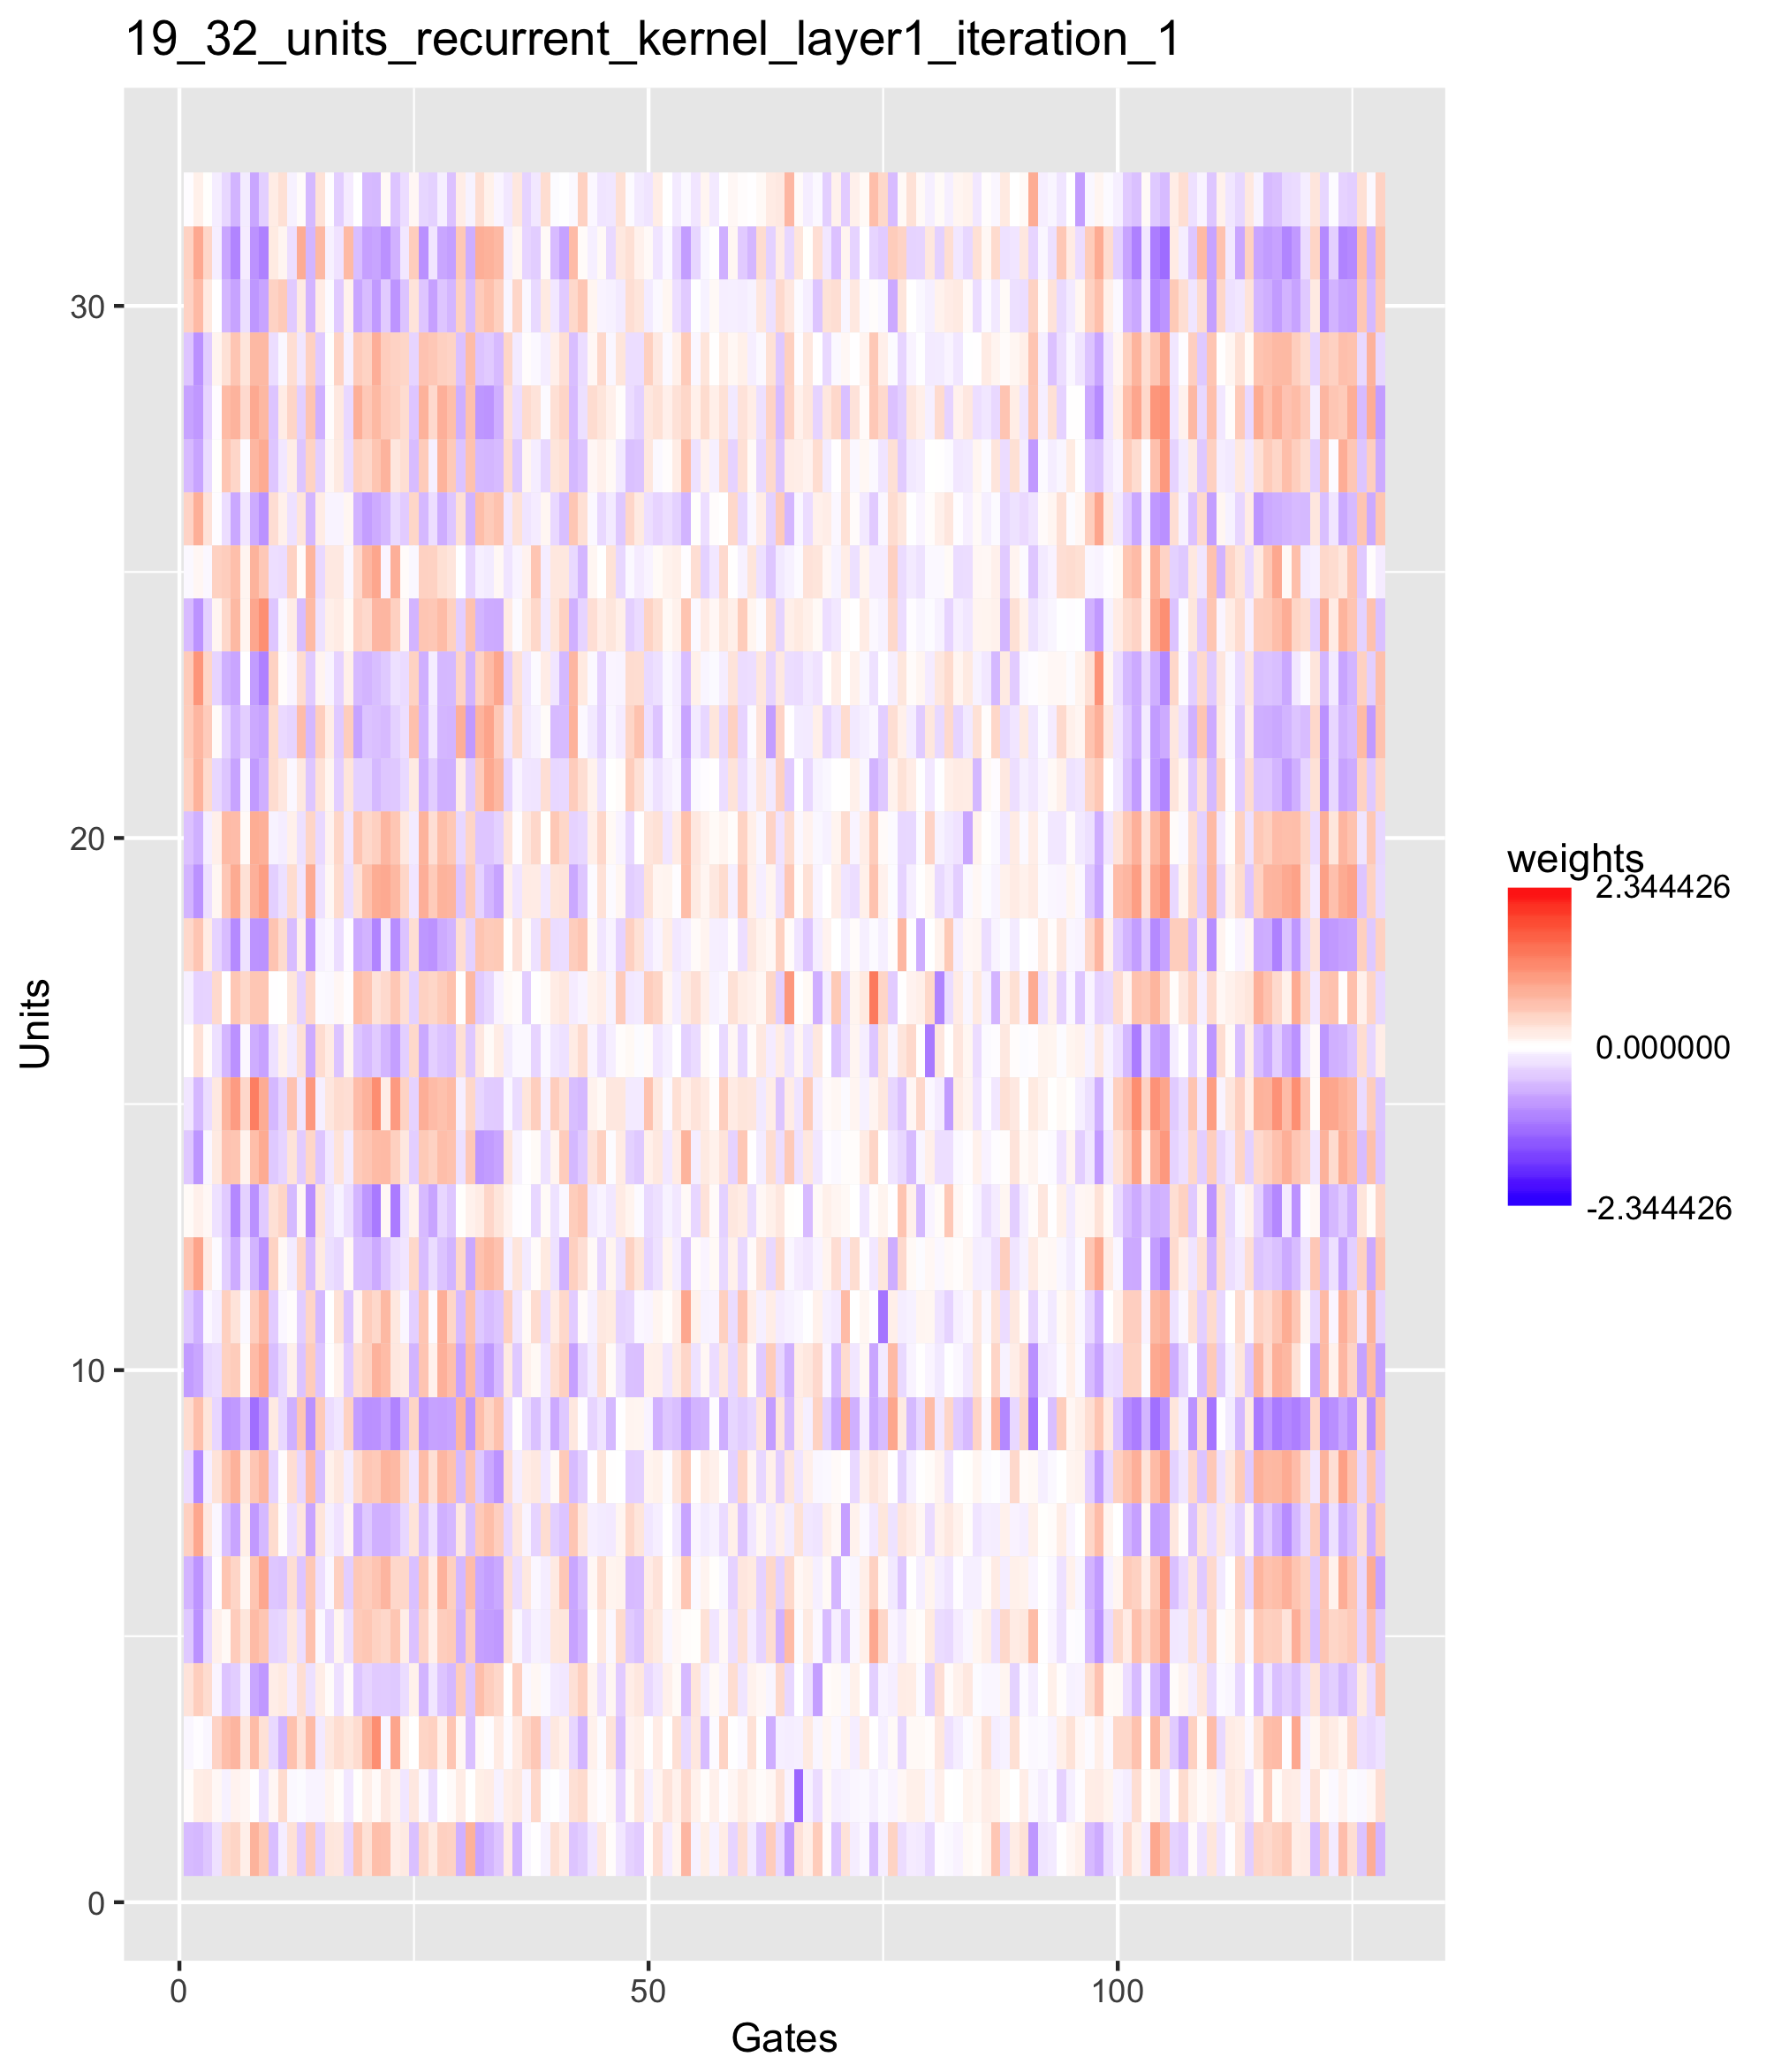 19_32_units_recurrent_kernel_layer1_iteration_1
30
20
10
0
Units
0
50
100
Gates
weights
2.344426
0.000000
-2.344426